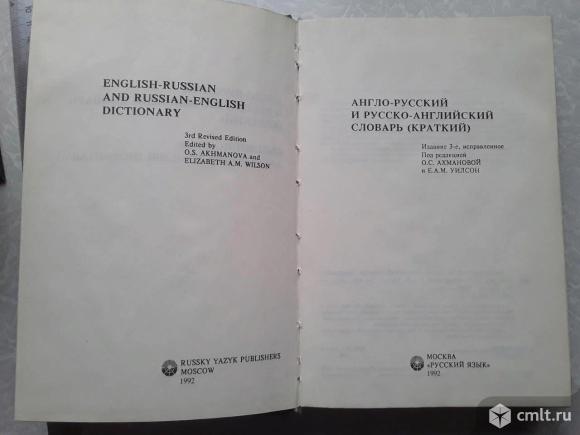 ENGLISH-RUSSIAN
AND RUSSIAN-ENGLISH
DICTIONARY
3rd Revised Edition
Edited by
O.S. AKHMANOVA and
ELIZABETH A.M. WILSON
RUSSKY YAZYK PUBLISHERS
MOSCOW
1992
АНГЛО-РУССКИЙ
И РУССКО-АНГЛИЙСКИЙ
СЛОВАРЬ (КРАТКИЙ)
Издание 3-е, исправленное
Под редакцией
О.С. АХМАНОВОЙ
и Е.А.М. УИЛСОН
МОСКВА
«РУССКИЙ ЯЗЫК»
1992
cmlt.ru